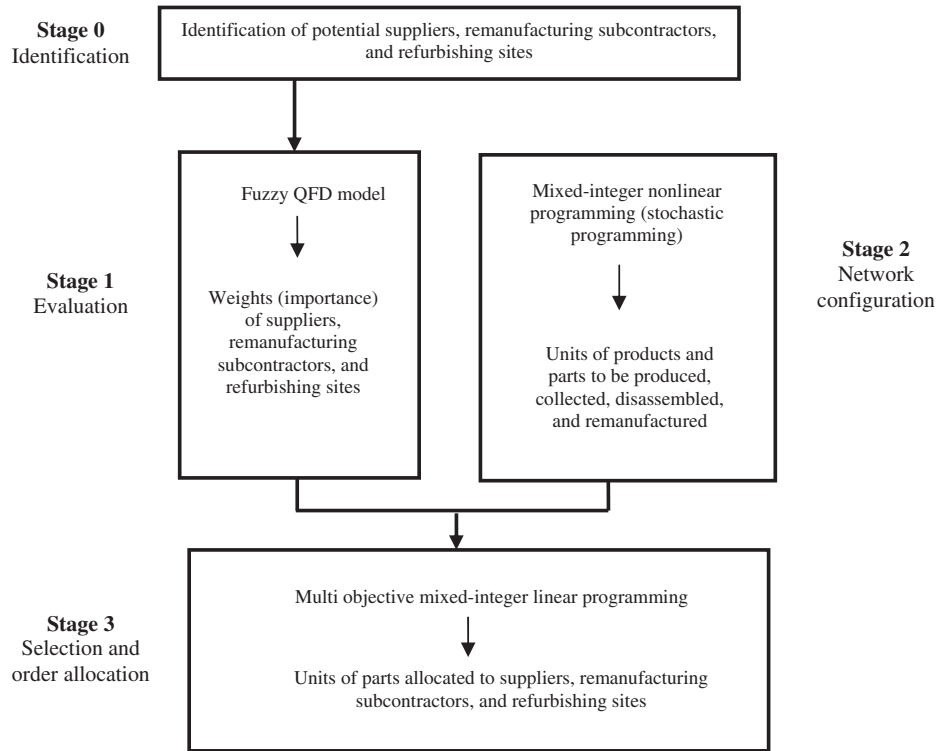 Stage 0
Identification
Identification of potential suppliers, remanufacturing subcontractors,
and refurbishing sites
Stage 1
Evaluation
Fuzzy QFD model
Weights (importance)
of suppliers,
remanufacturing
subcontractors, and
refurbishing sites
Mixed-integer nonlinear
programming (stochastic
programming)
Units of products and
parts to be produced,
collected, disassembled,
and remanufactured
Stage 2
Network
configuration
Stage 3
Selection and
order allocation
Multi objective mixed-integer linear programming
Units of parts allocated to suppliers, remanufacturing
subcontractors, and refurbishing sites